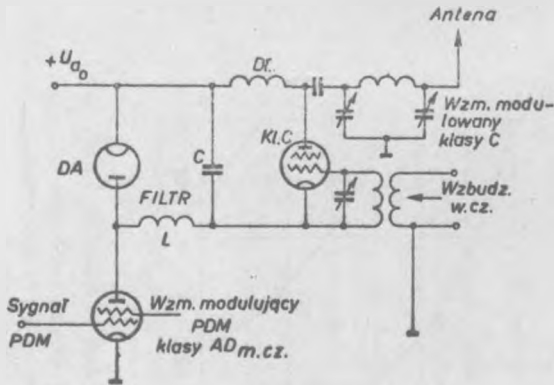 Antena
+Ua₀
Dł.
Wzm. modu-
lowany
klasy C
C
Kl.C
DA
FILTR
L
Wzbudz.
w.cz.
Sygnał
PDM
Wzm. modulujący
PDM
klasy AD m.cz.